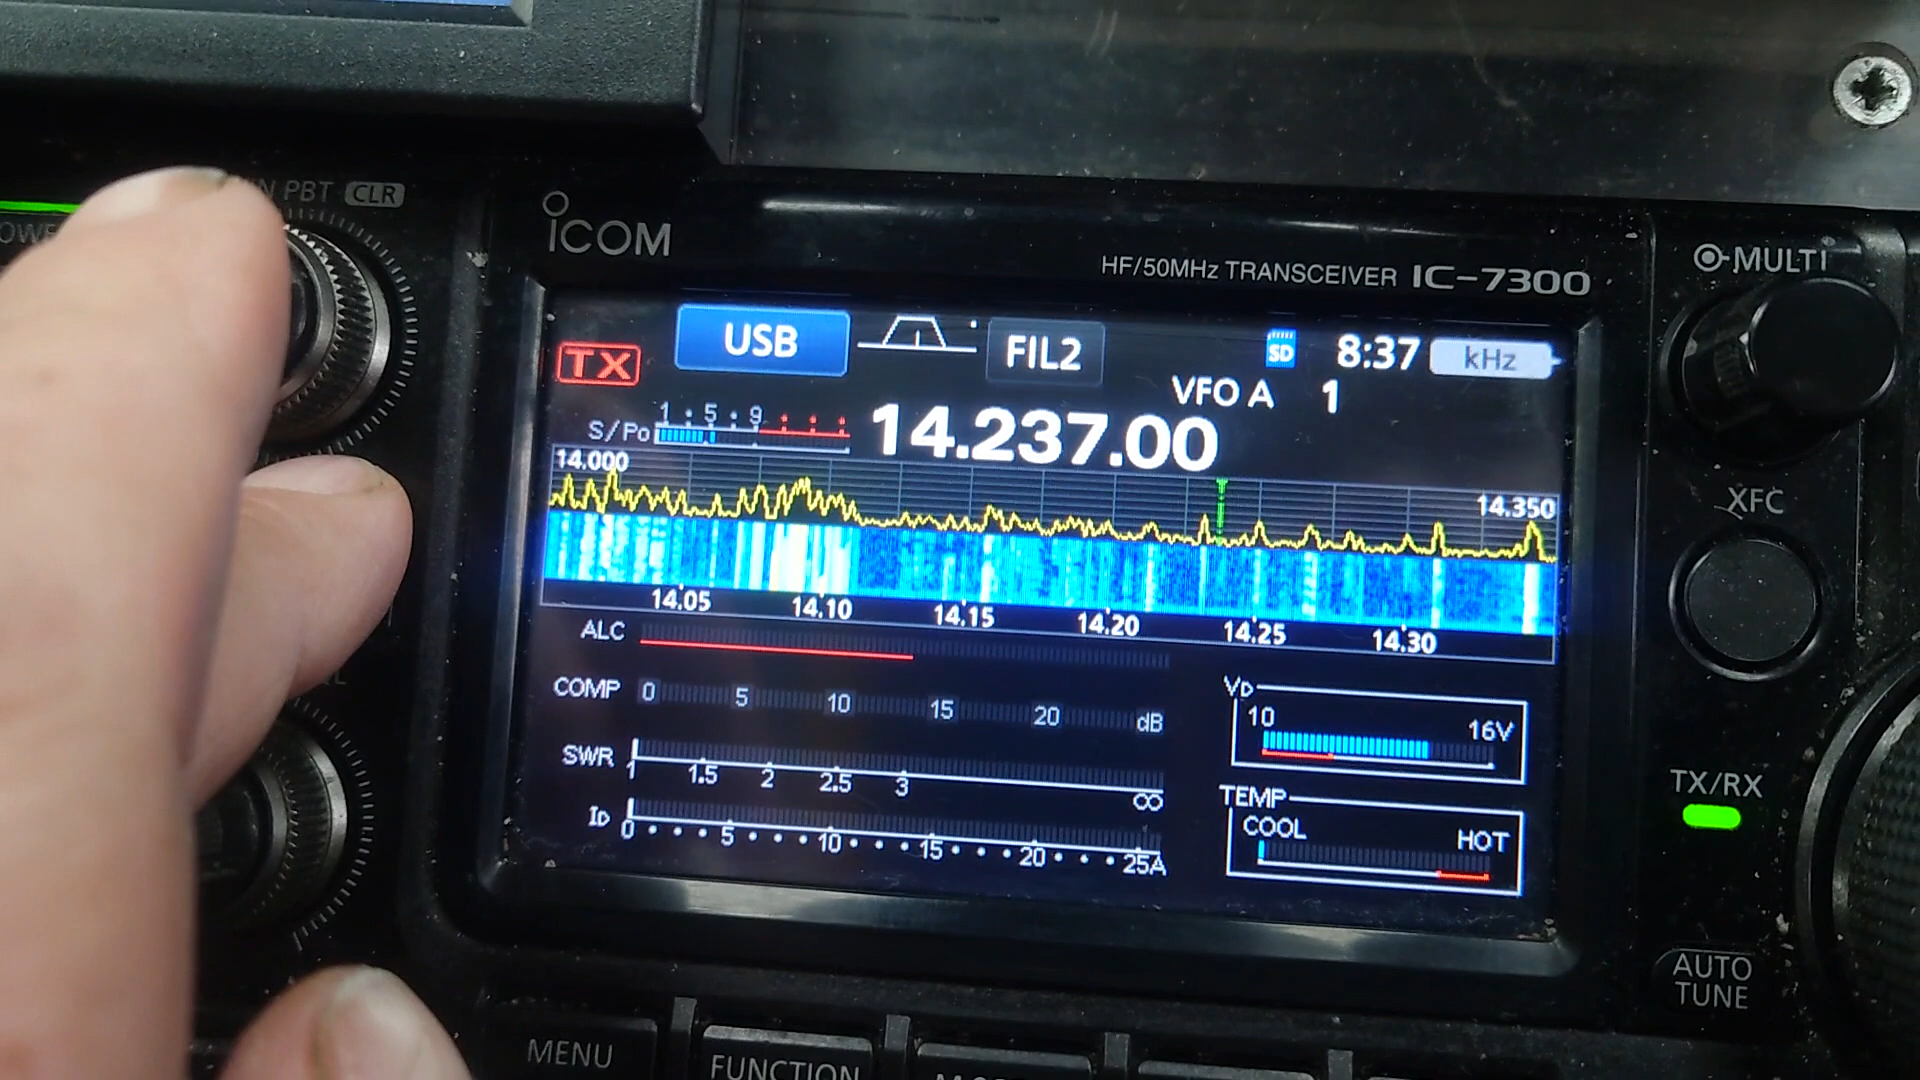 N PBT CLR
ICOM
HF/50MHz TRANSCEIVER IC-7300
MULTI
TX USB FIL2 SD 8:37 kHz
VFO A 1
S/Po 1 • 5 • 9 14.237.00
14.000 14.350
14.05 14.10 14.15 14.20 14.25 14.30
XFC
ALC
COMP 0 5 10 15 20 dB
SWR 1 1.5 2 2.5 3 ∞
ID 0 5 10 15 20 25A
VD
10 16V
TEMP
COOL HOT
TX/RX
AUTO
TUNE
MENU
FUNCTION